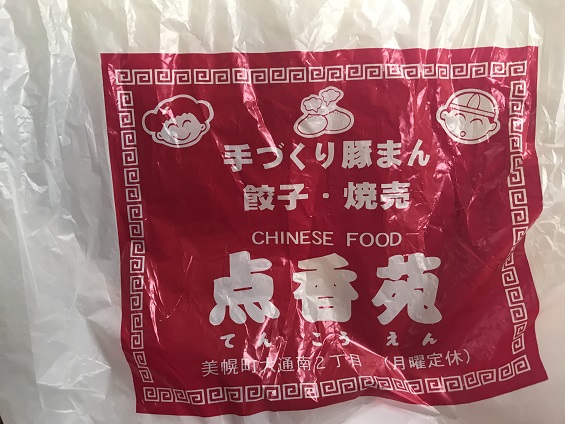 手づくり豚まん
餃子・焼売
CHINESE FOOD
点香苑
てんこうえん
美幌町大通南2丁目 (月曜定休)